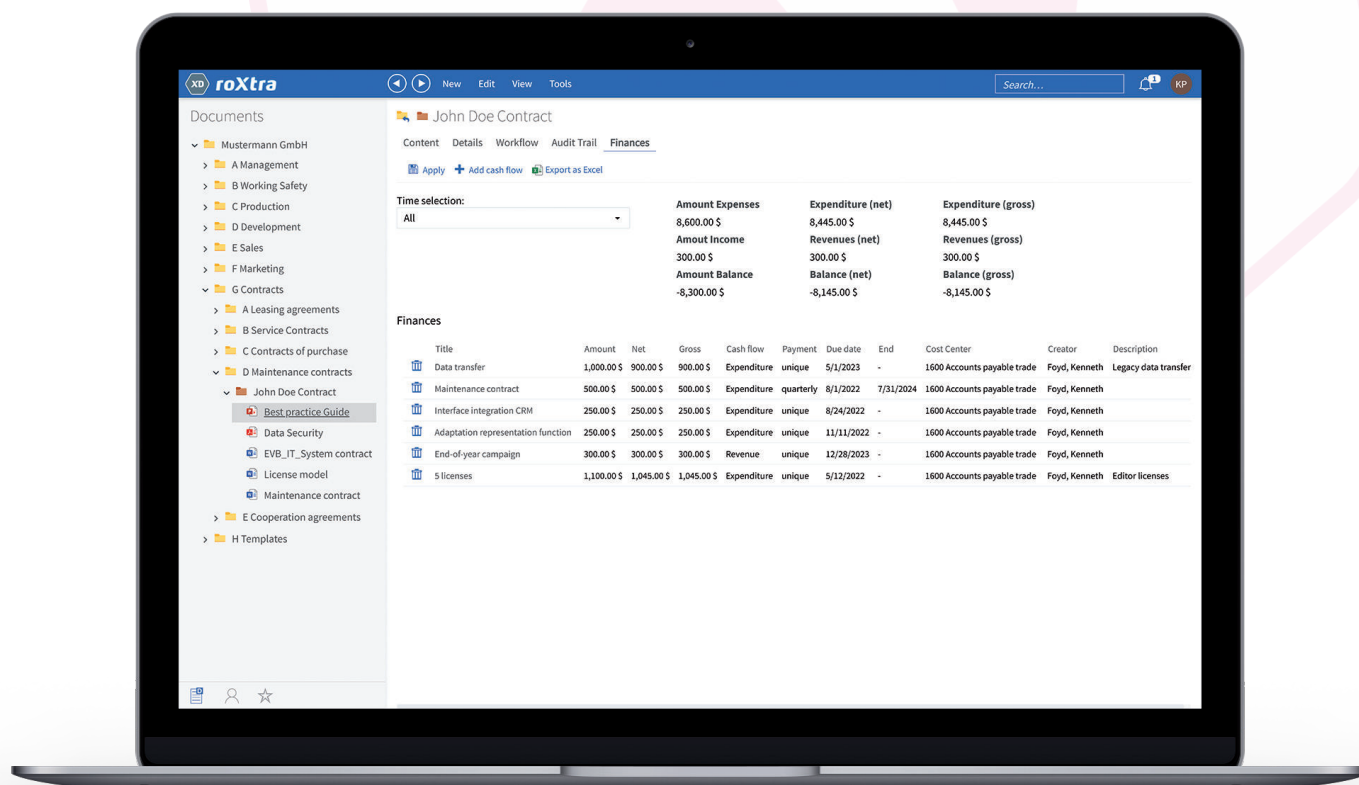 XD roXtra New Edit View Tools Search... 1 KP
Documents
Mustermann GmbH
A Management
B Working Safety
C Production
D Development
E Sales
F Marketing
G Contracts
A Leasing agreements
B Service Contracts
C Contracts of purchase
D Maintenance contracts
John Doe Contract
Best practice Guide
Data Security
EVB_IT_System contract
License model
Maintenance contract
E Cooperation agreements
H Templates
John Doe Contract
Content Details Workflow Audit Trail Finances
Apply Add cash flow Export as Excel
Time selection:
All
Amount Expenses Expenditure (net) Expenditure (gross)
8,600.00 $ 8,445.00 $ 8,445.00 $
Amout Income Revenues (net) Revenues (gross)
300.00 $ 300.00 $ 300.00 $
Amount Balance Balance (net) Balance (gross)
-8,300.00 $ -8,145.00 $ -8,145.00 $
Finances
Title Amount Net Gross Cash flow Payment Due date End Cost Center Creator Description
Data transfer 1,000.00 $ 900.00 $ 900.00 $ Expenditure unique 5/1/2023 - 1600 Accounts payable trade Foyd, Kenneth Legacy data transfer
Maintenance contract 500.00 $ 500.00 $ 500.00 $ Expenditure quarterly 8/1/2022 7/31/2024 1600 Accounts payable trade Foyd, Kenneth
Interface integration CRM 250.00 $ 250.00 $ 250.00 $ Expenditure unique 8/24/2022 - 1600 Accounts payable trade Foyd, Kenneth
Adaptation representation function 250.00 $ 250.00 $ 250.00 $ Expenditure unique 11/11/2022 - 1600 Accounts payable trade Foyd, Kenneth
End-of-year campaign 300.00 $ 300.00 $ 300.00 $ Revenue unique 12/28/2023 - 1600 Accounts payable trade Foyd, Kenneth
5 licenses 1,100.00 $ 1,045.00 $ 1,045.00 $ Expenditure unique 5/12/2022 - 1600 Accounts payable trade Foyd, Kenneth Editor licenses